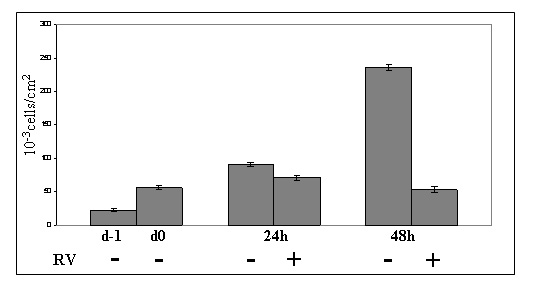 300
250
200
150
100
50
0
10-3cells/cm2
d-1 d0 24h 48h
RV - - - + - +